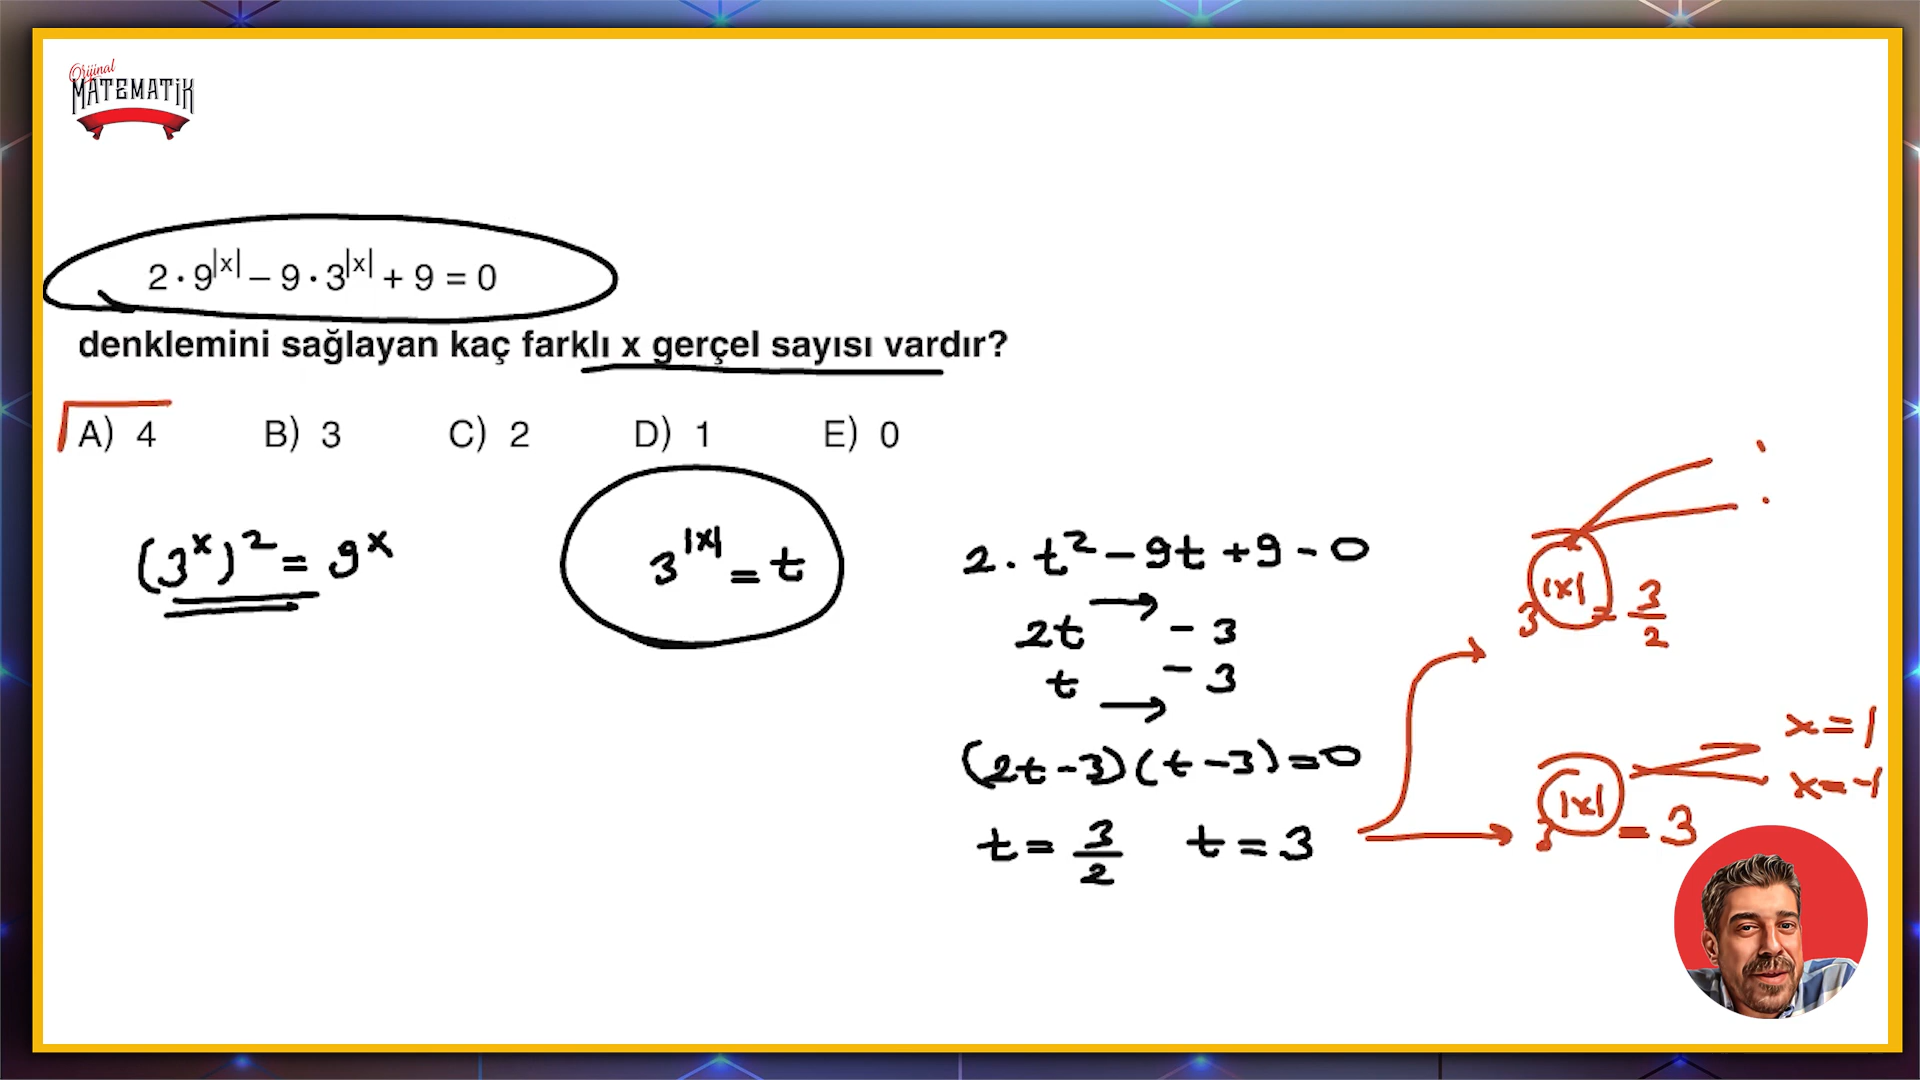 Orijinal
MATEMATİK
2 · 9^|x| – 9 · 3^|x| + 9 = 0
denklemini sağlayan kaç farklı x gerçel sayısı vardır?
A) 4 B) 3 C) 2 D) 1 E) 0
(3^x)^2 = 9^x
3^|x| = t
2 . t^2 – 9t + 9 – 0
2t – 3
t – 3
(2t – 3)(t – 3) = 0
t = 3/2 t = 3
3^|x| = 3/2
3^|x| = 3
x = 1
x = -1